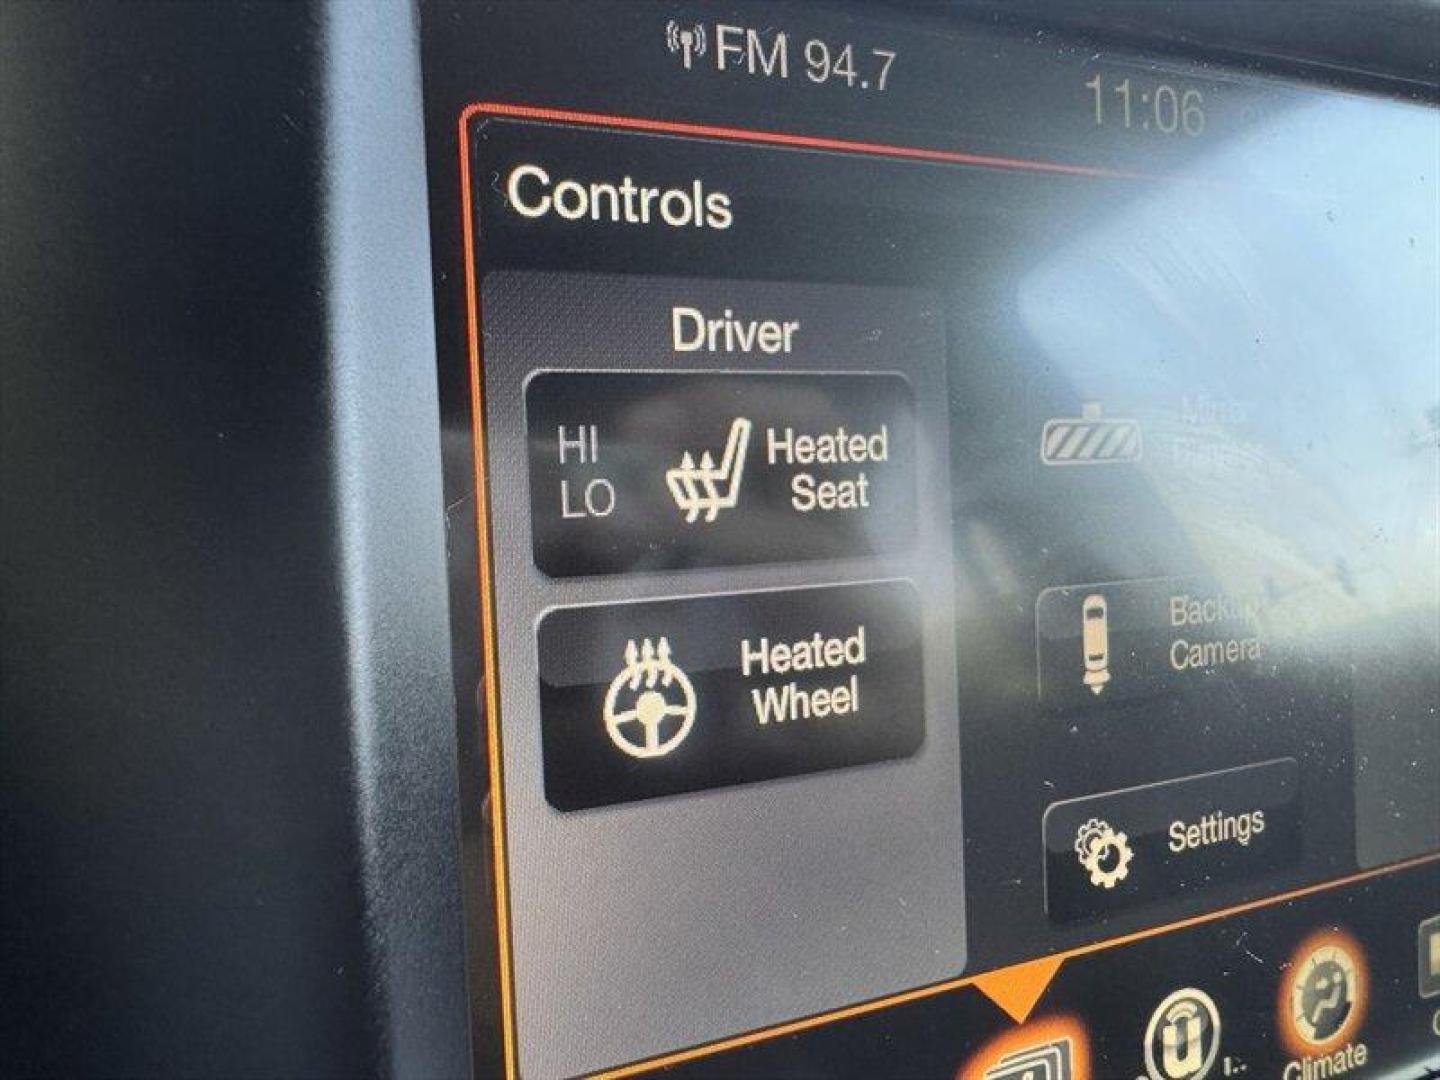 FM 94.7
11:06
Controls
Driver
HI
LO
Heated
Seat
Heated
Wheel
Camera
Settings
Climate